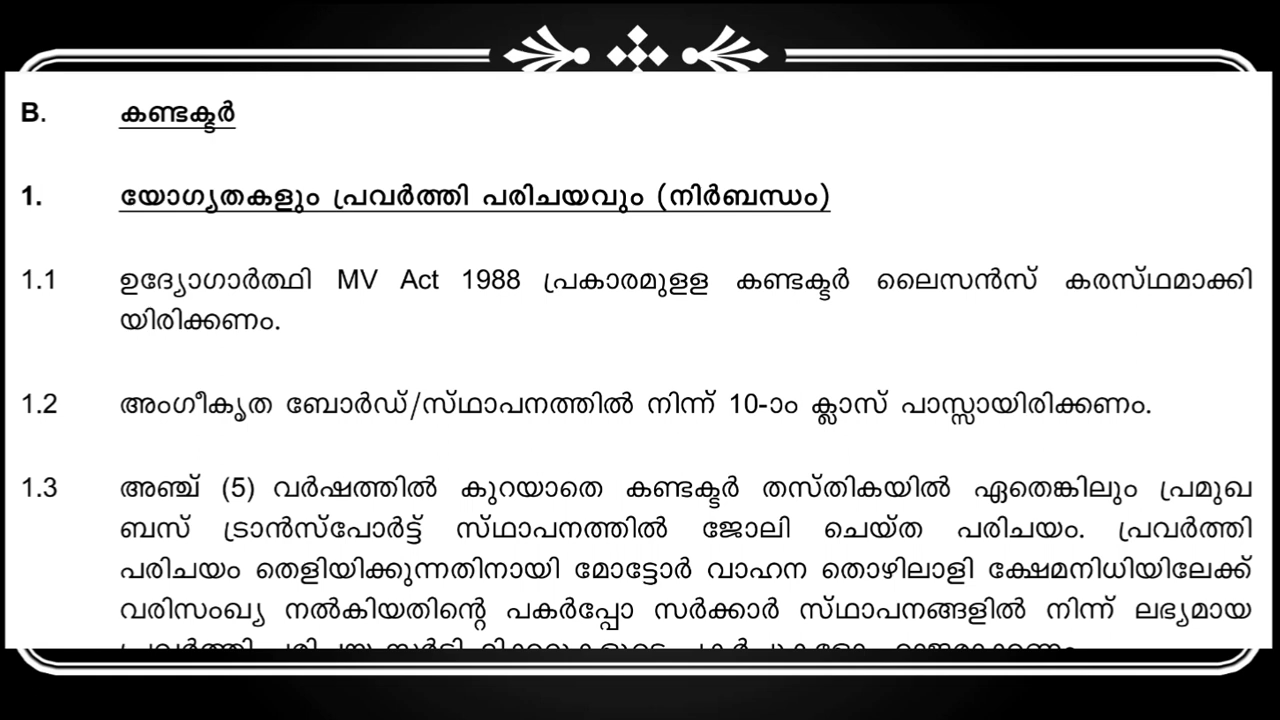 B. കണ്ടക്ടർ
1. യോഗ്യതകളും പ്രവർത്തി പരിചയവും (നിർബന്ധം)
1.1 ഉദ്യോഗാർത്ഥി MV Act 1988 പ്രകാരമുളള കണ്ടക്ടർ ലൈസൻസ് കരസ്ഥമാക്കി
യിരിക്കണം.
1.2 അംഗീകൃത ബോർഡ്/സ്ഥാപനത്തിൽ നിന്ന് 10-ാം ക്ലാസ് പാസ്സായിരിക്കണം.
1.3 അഞ്ച് (5) വർഷത്തിൽ കുറയാതെ കണ്ടക്ടർ തസ്തികയിൽ ഏതെങ്കിലും പ്രമുഖ
ബസ് ട്രാൻസ്പോർട്ട് സ്ഥാപനത്തിൽ ജോലി ചെയ്ത പരിചയം. പ്രവർത്തി
പരിചയം തെളിയിക്കുന്നതിനായി മോട്ടോർ വാഹന തൊഴിലാളി ക്ഷേമനിധിയിലേക്ക്
വരിസംഖ്യ നൽകിയതിന്റെ പകർപ്പോ സർക്കാർ സ്ഥാപനങ്ങളിൽ നിന്ന് ലഭ്യമായ